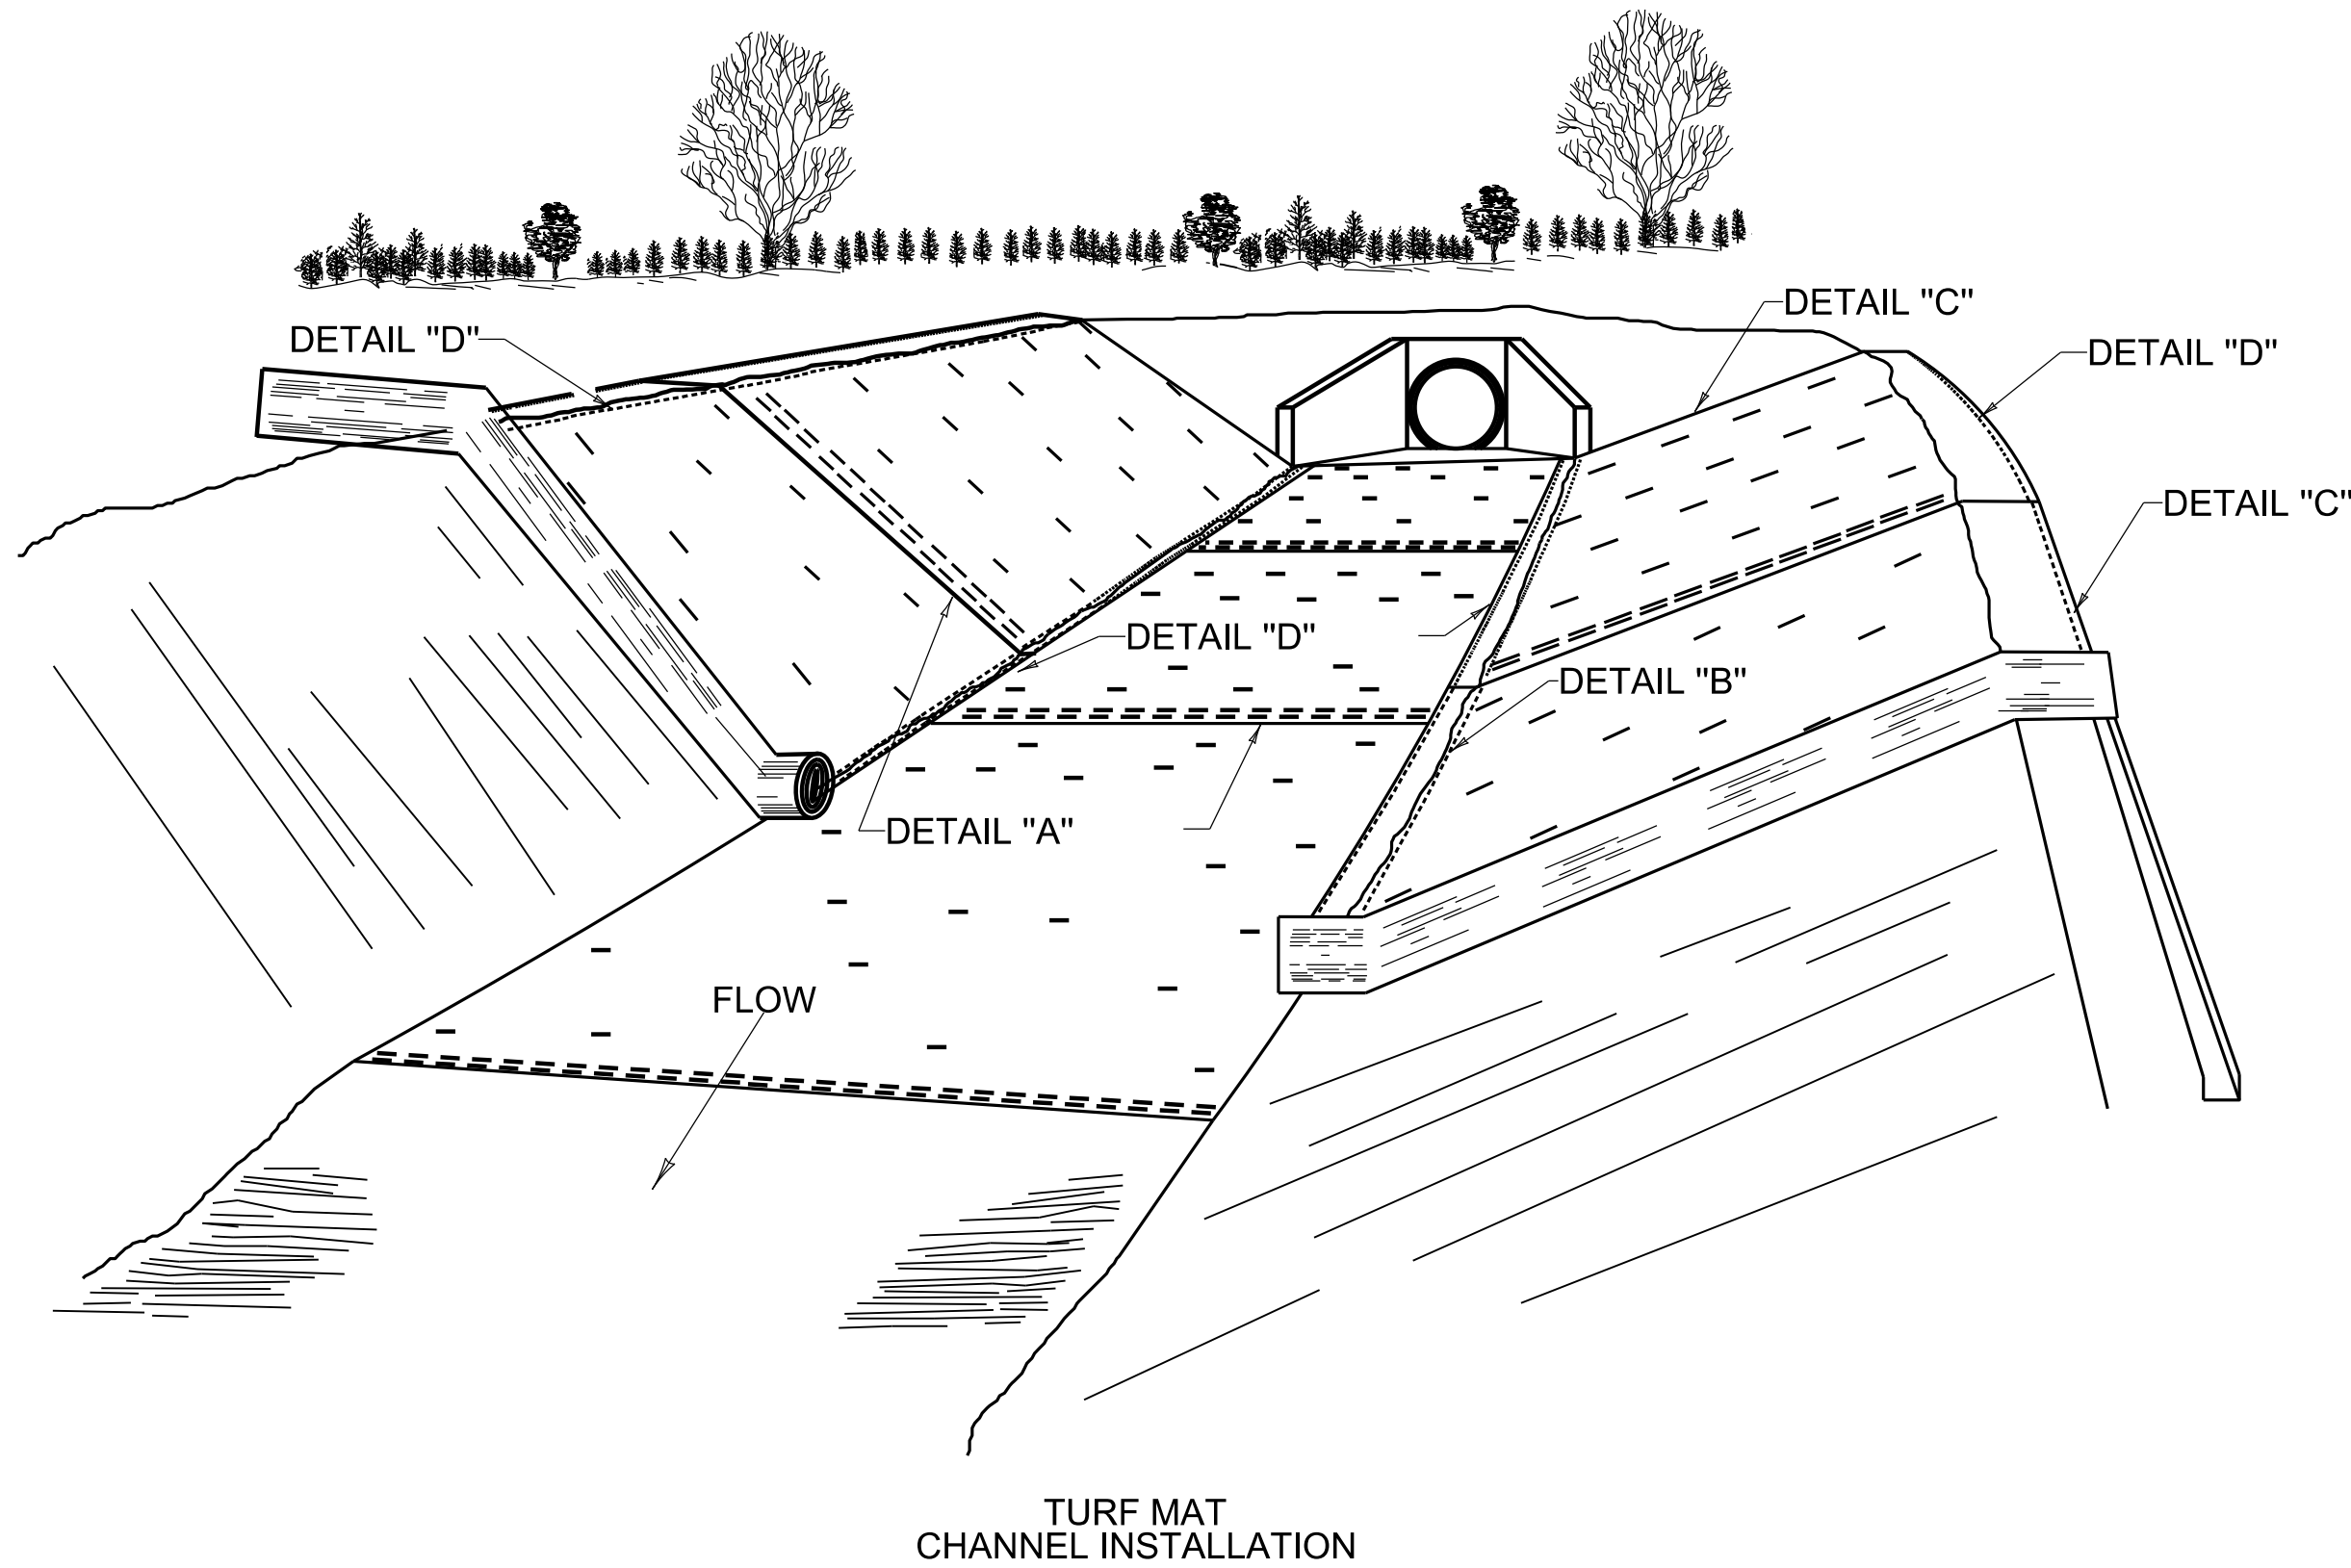 DETAIL "C"
DETAIL "D"
DETAIL "D"
DETAIL "C"
DETAIL "D"
DETAIL "B"
DETAIL "A"
FLOW
TURF MAT
CHANNEL INSTALLATION